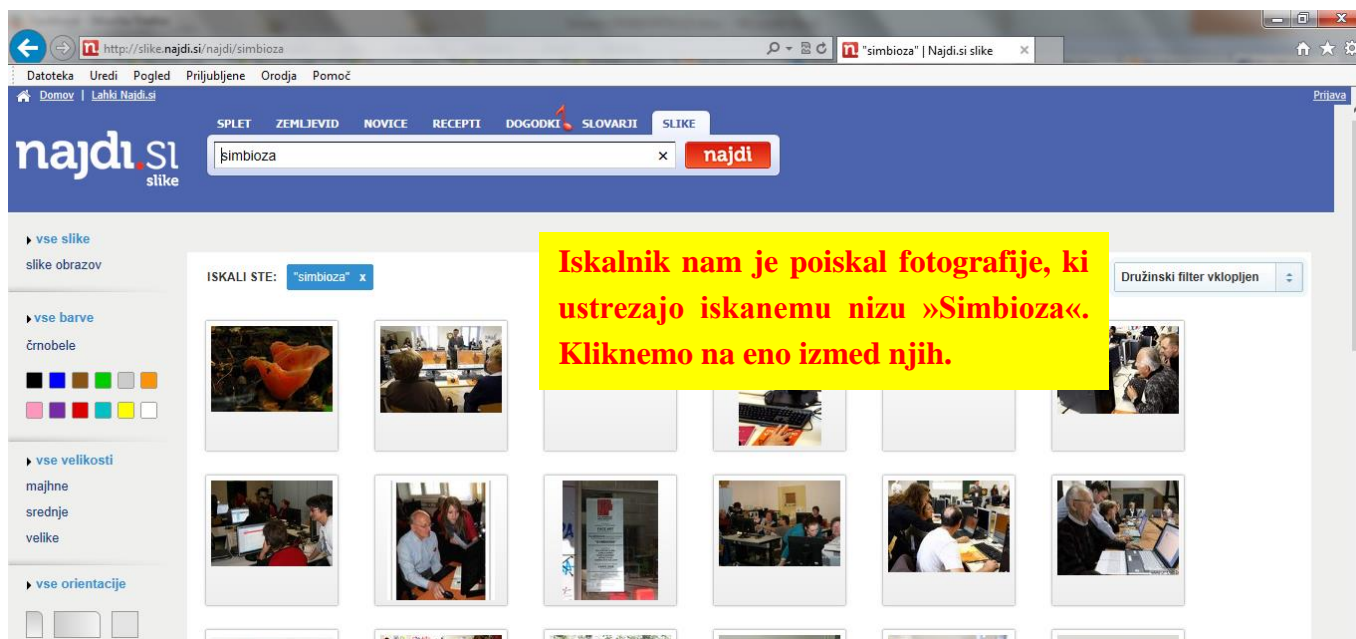 http://slike.najdi.si/najdi/simbioza
"simbioza" | Najdi.si slike
Datoteka Uredi Pogled Priljubljene Orodja Pomoč
Domov | Lahki Najdi.si
Prijava
SPLET ZEMLJEVID NOVICE RECEPTI DOGODKI SLOVARJI SLIKE
najdi.si
slike
simbioza x najdi
vse slike
slike obrazov
ISKALI STE: "simbioza" x
Iskalnik nam je poiskal fotografije, ki
ustrezajo iskanemu nizu »Simbioza«.
Kliknemo na eno izmed njih.
Družinski filter vklopljen
vse barve
črnobele
vse velikosti
majhne
srednje
velike
vse orientacije